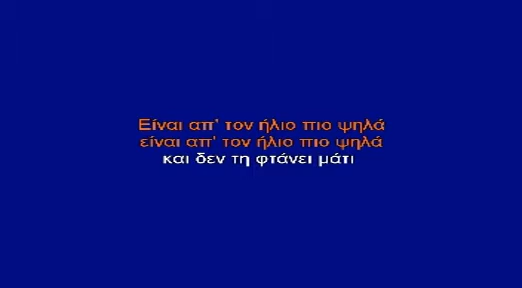 Είναι απ' τον ήλιο πιο ψηλά
είναι απ' τον ήλιο πιο ψηλά
και δεν τη φτάνει μάτι